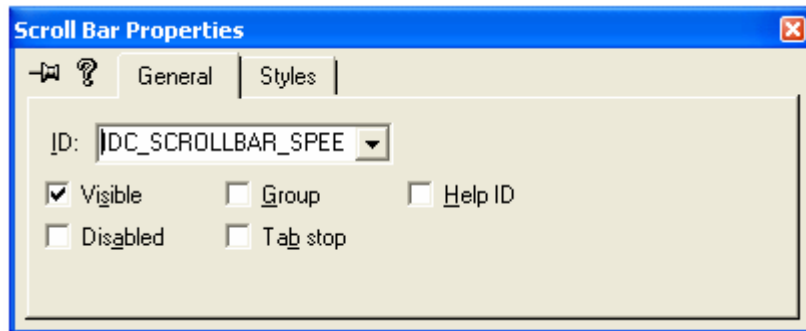 Scroll Bar Properties
General Styles
ID: IDC_SCROLLBAR_SPEE
Visible Group Help ID
Disabled Tab stop